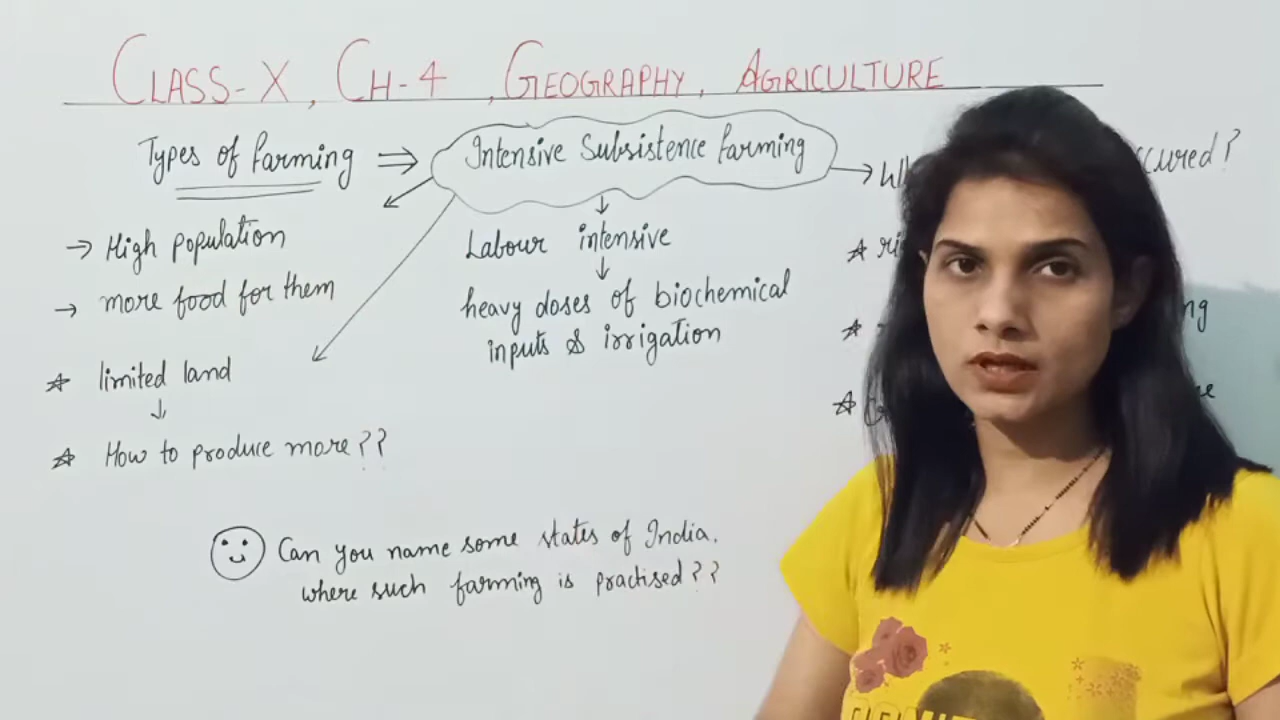 CLASS-X, CH-4, GEOGRAPHY, AGRICULTURE
Types of farming ⇒ Intensive Subsistence farming
→ High population
→ more food for them
☆ limited land
↓
☆ How to produce more??
↓
Labour intensive
↓
heavy doses of biochemical
inputs & irrigation
Can you name some states of India,
where such farming is practised??